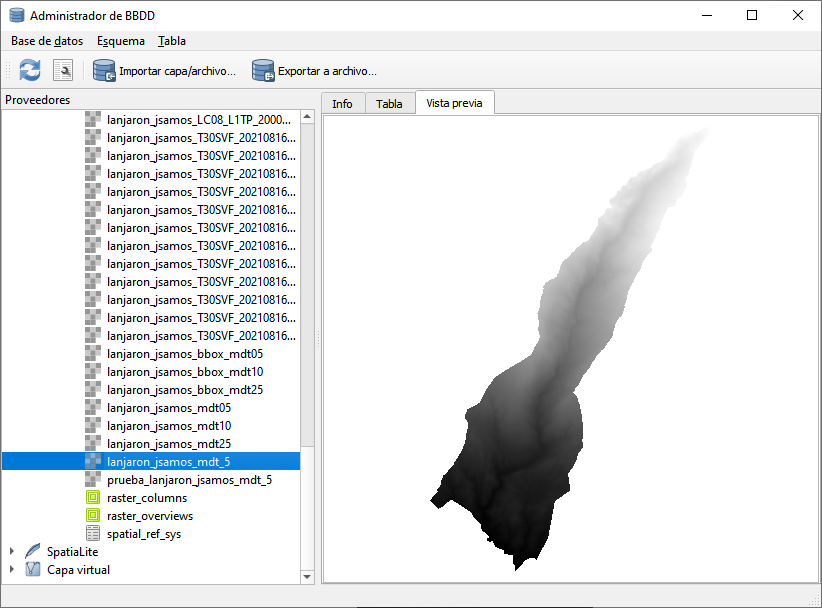 Administrador de BBDD
Base de datos Esquema Tabla
Importar capa/archivo... Exportar a archivo...
Proveedores
Info Tabla Vista previa
lanjaron_jsamos_LC08_L1TP_2000...
lanjaron_jsamos_T30SVF_20210816...
lanjaron_jsamos_T30SVF_20210816...
lanjaron_jsamos_T30SVF_20210816...
lanjaron_jsamos_T30SVF_20210816...
lanjaron_jsamos_T30SVF_20210816...
lanjaron_jsamos_T30SVF_20210816...
lanjaron_jsamos_T30SVF_20210816...
lanjaron_jsamos_T30SVF_20210816...
lanjaron_jsamos_T30SVF_20210816...
lanjaron_jsamos_T30SVF_20210816...
lanjaron_jsamos_T30SVF_20210816...
lanjaron_jsamos_T30SVF_20210816...
lanjaron_jsamos_bbox_mdt05
lanjaron_jsamos_bbox_mdt10
lanjaron_jsamos_bbox_mdt25
lanjaron_jsamos_mdt05
lanjaron_jsamos_mdt10
lanjaron_jsamos_mdt25
lanjaron_jsamos_mdt_5
prueba_lanjaron_jsamos_mdt_5
raster_columns
raster_overviews
spatial_ref_sys
SpatiaLite
Capa virtual